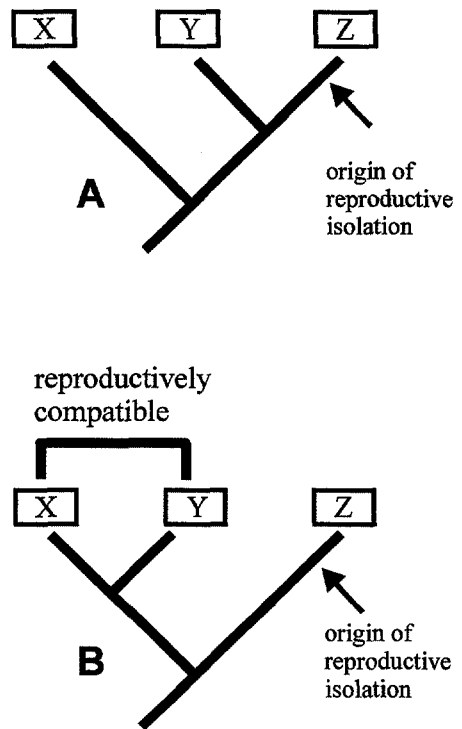 X Y Z
A
origin of
reproductive
isolation
reproductively
compatible
X Y Z
B
origin of
reproductive
isolation